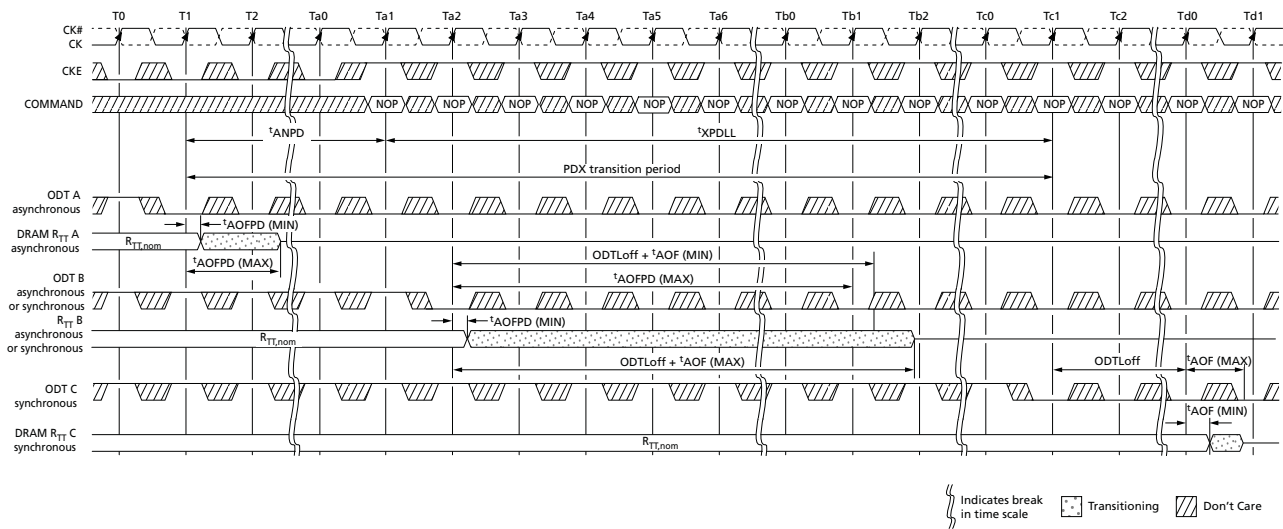 T0 T1 T2 Ta0 Ta1 Ta2 Ta3 Ta4 Ta5 Ta6 Tb0 Tb1 Tb2 Tc0 Tc1 Tc2 Td0 Td1
CK#
CK
CKE
COMMAND NOP NOP NOP NOP NOP NOP NOP NOP NOP NOP NOP NOP NOP NOP
tANPD tXPDLL
PDX transition period
ODT A
asynchronous
tAOFPD (MIN)
DRAM RTT A
asynchronous
RTT,nom
tAOFPD (MAX)
ODTLoff + tAOF (MIN)
tAOFPD (MAX)
ODT B
asynchronous
or synchronous
tAOFPD (MIN)
RTT B
asynchronous
or synchronous
RTT,nom
ODTLoff + tAOF (MAX)
ODTLoff tAOF (MAX)
ODT C
synchronous
tAOF (MIN)
DRAM RTT C
synchronous
RTT,nom
Indicates break
in time scale
Transitioning
Don't Care